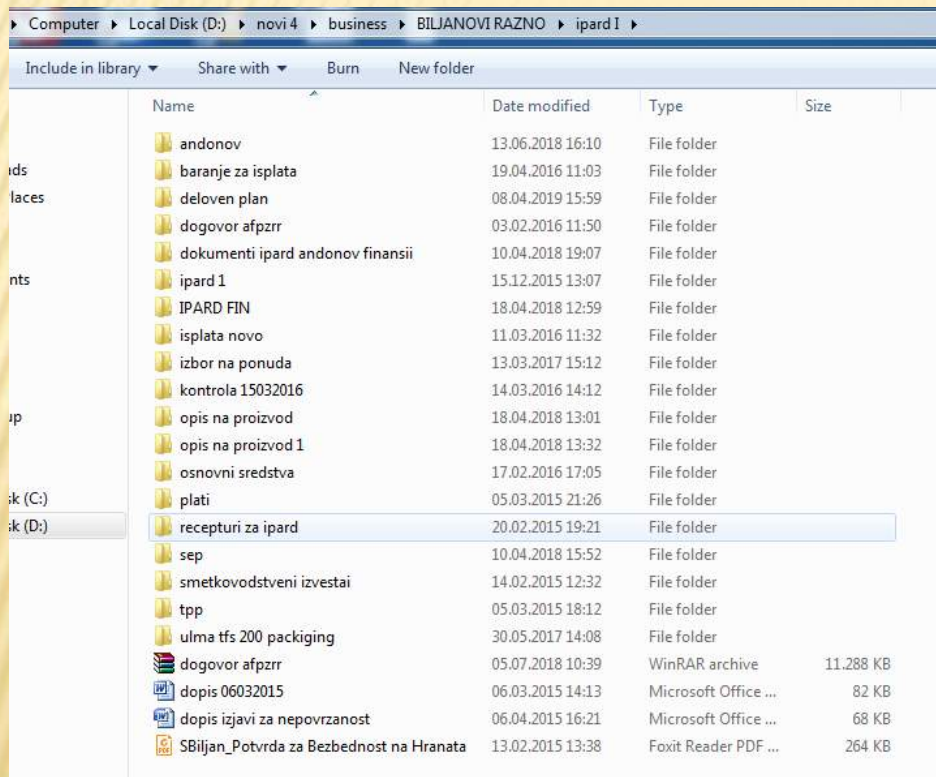 Computer ▸ Local Disk (D:) ▸ novi 4 ▸ business ▸ BILJANOVI RAZNO ▸ ipard I ▸
Include in library ▾ Share with ▾ Burn New folder
Name Date modified Type Size
andonov 13.06.2018 16:10 File folder
ads baranje za isplata 19.04.2016 11:03 File folder
laces deloven plan 08.04.2019 15:59 File folder
dogovor afpzrr 03.02.2016 11:50 File folder
dokumenti ipard andonov finansii 10.04.2018 19:07 File folder
nts ipard 1 15.12.2015 13:07 File folder
IPARD FIN 18.04.2018 12:59 File folder
isplata novo 11.03.2016 11:32 File folder
izbor na ponuda 13.03.2017 15:12 File folder
kontrola 15032016 14.03.2016 14:12 File folder
up opis na proizvod 18.04.2018 13:01 File folder
opis na proizvod 1 18.04.2018 13:32 File folder
osnovni sredstva 17.02.2016 17:05 File folder
sk (C:) plati 05.03.2015 21:26 File folder
sk (D:) recepturi za ipard 20.02.2015 19:21 File folder
sep 10.04.2018 15:52 File folder
smetkovodstveni izvestai 14.02.2015 12:32 File folder
tpp 05.03.2015 18:12 File folder
ulma tfs 200 packiging 30.05.2017 14:08 File folder
dogovor afpzrr 05.07.2018 10:39 WinRAR archive 11.288 KB
dopis 06032015 06.03.2015 14:13 Microsoft Office ... 82 KB
dopis izjavi za nepovrzanost 06.04.2015 16:21 Microsoft Office ... 68 KB
SBiljan_Potvrda za Bezbednost na Hranata 13.02.2015 13:38 Foxit Reader PDF ... 264 KB